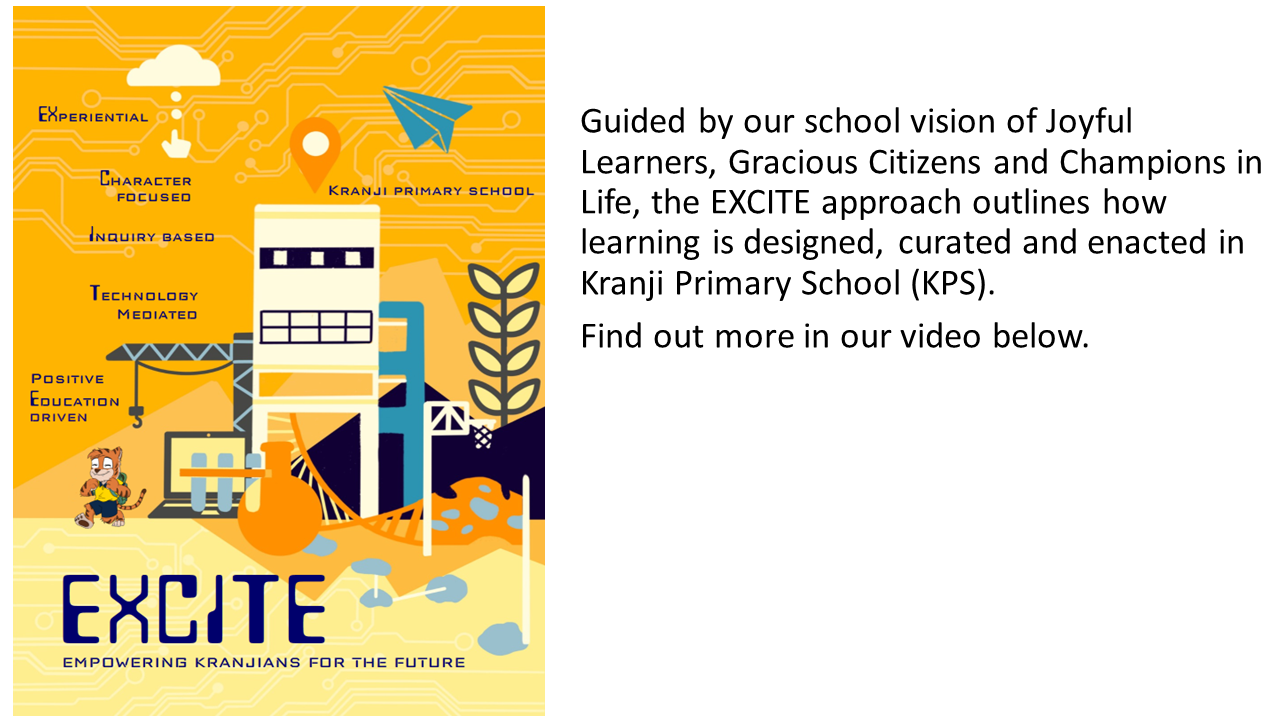 EXPERIENTIAL
CHARACTER
FOCUSED
INQUIRY BASED
TECHNOLOGY
MEDIATED
POSITIVE
EDUCATION
DRIVEN
KRANJI PRIMARY SCHOOL
EXCITE
EMPOWERING KRANJIANS FOR THE FUTURE
Guided by our school vision of Joyful
Learners, Gracious Citizens and Champions in
Life, the EXCITE approach outlines how
learning is designed, curated and enacted in
Kranji Primary School (KPS).
Find out more in our video below.